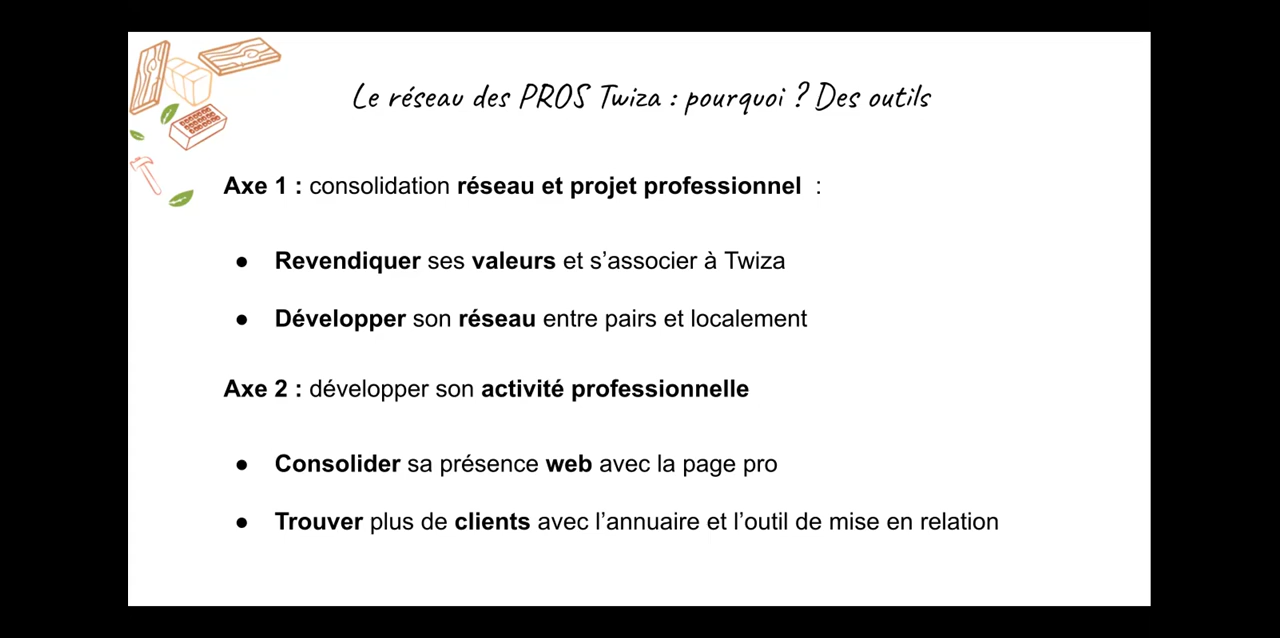 Le réseau des PROS Twiza : pourquoi ? Des outils
Axe 1 : consolidation réseau et projet professionnel :
● Revendiquer ses valeurs et s’associer à Twiza
● Développer son réseau entre pairs et localement
Axe 2 : développer son activité professionnelle
● Consolider sa présence web avec la page pro
● Trouver plus de clients avec l’annuaire et l’outil de mise en relation